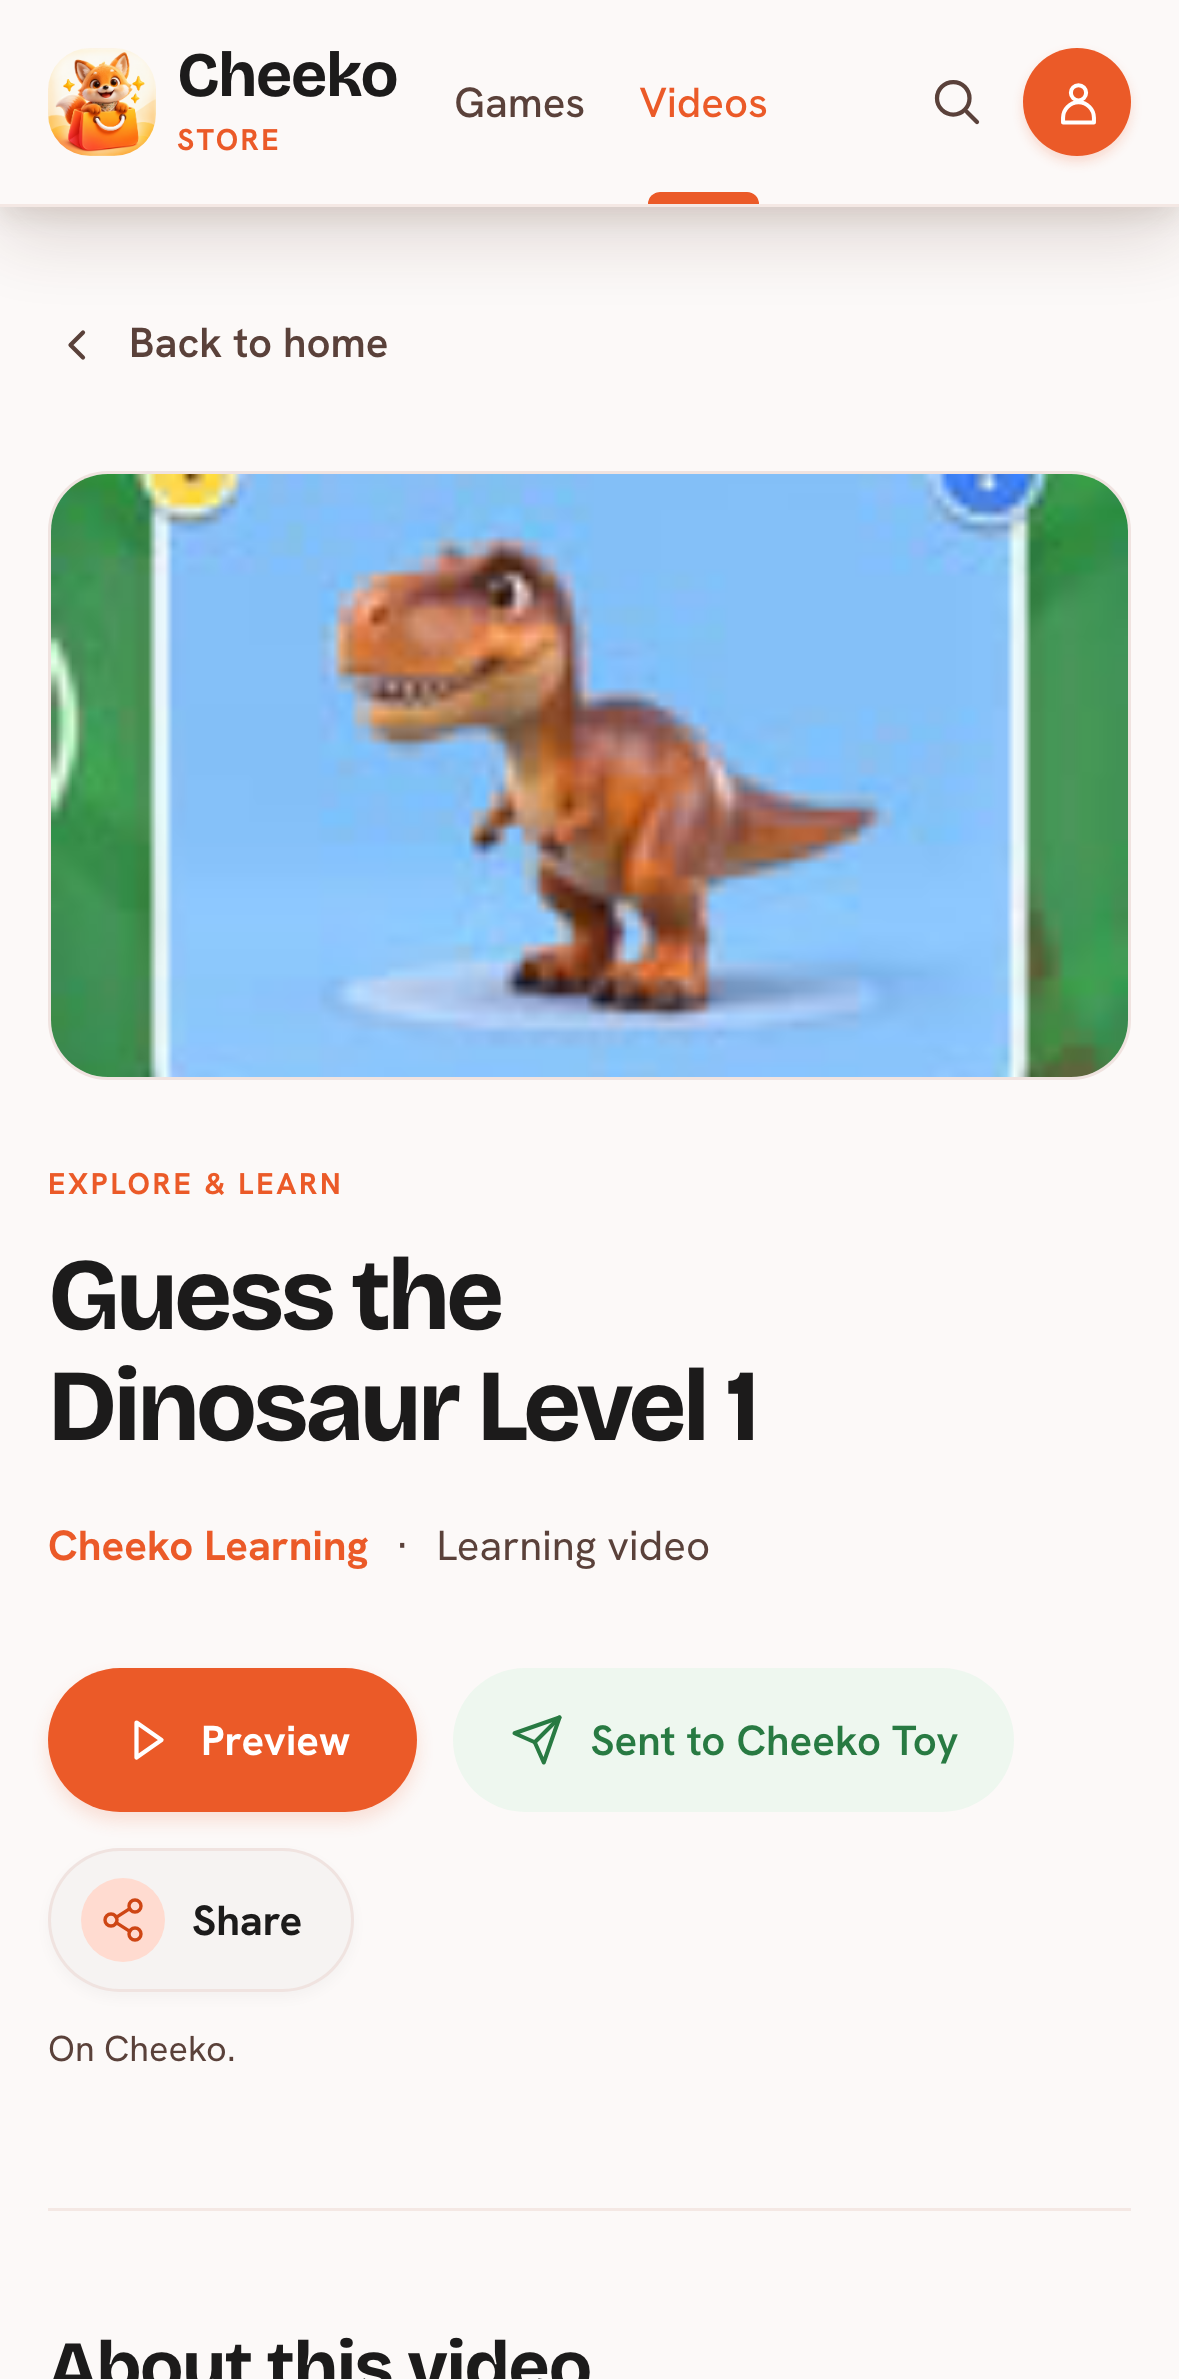 Cheeko
STORE
Games
Videos
Back to home
EXPLORE & LEARN
Guess the
Dinosaur Level 1
Cheeko Learning · Learning video
Preview
Sent to Cheeko Toy
Share
On Cheeko.
About this video